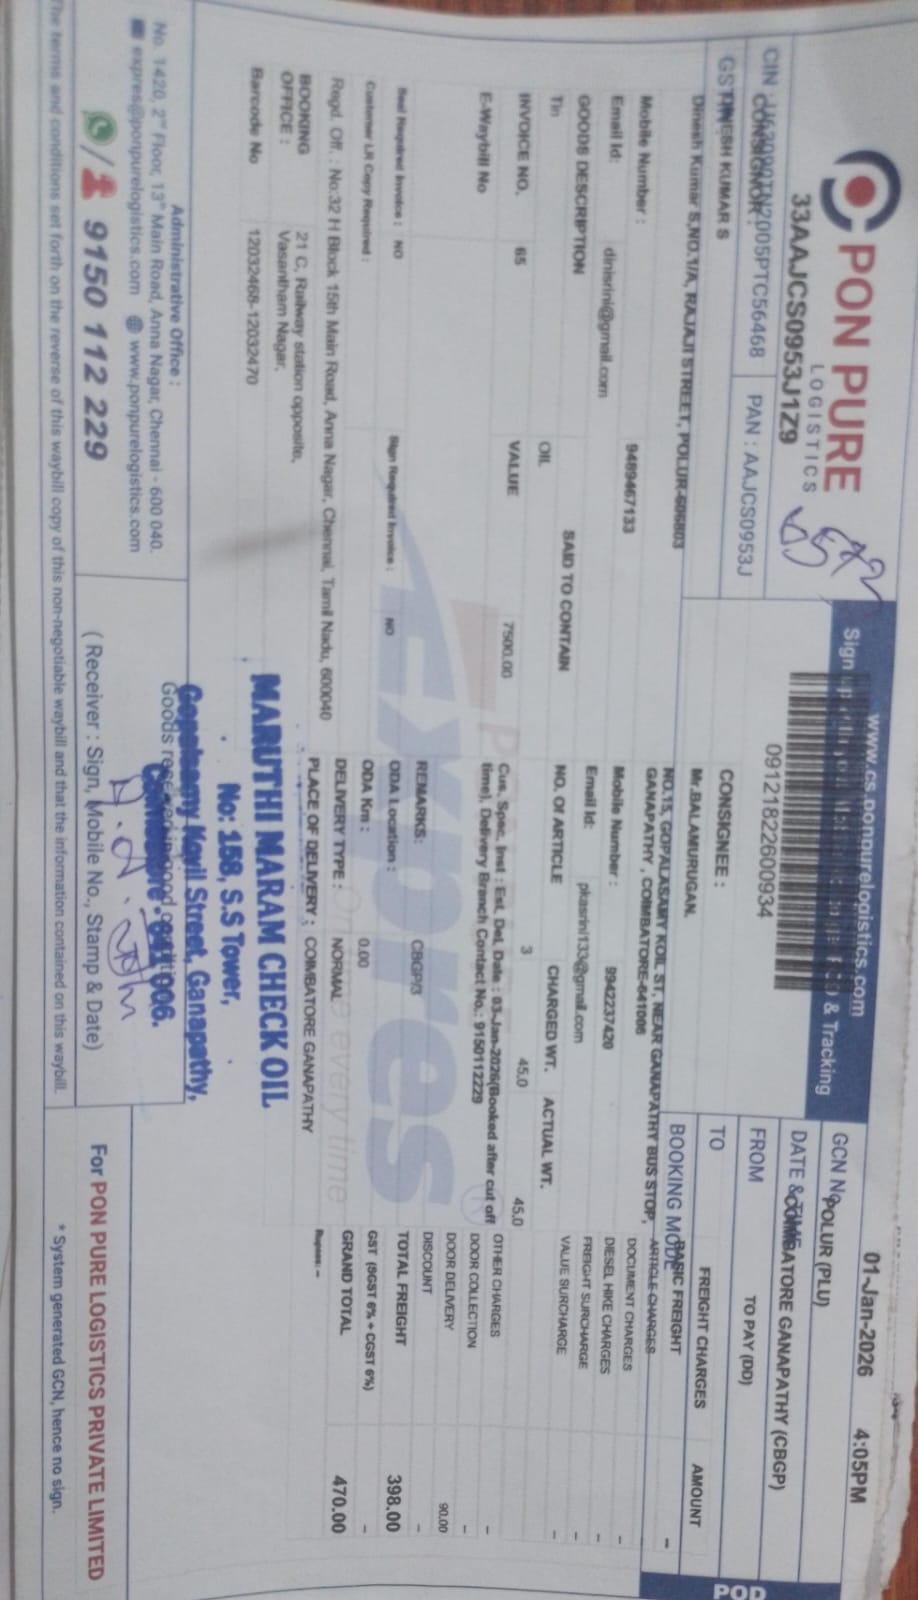 PON PURE
LOGISTICS
33AAJCS0953J1Z9
www.cs.ponpurelogistics.com
& Tracking
09121822600934
01-Jan-2026 4:05PM
GCN No
POLUR (PLU)
DATE & TIME
COIMBATORE GANAPATHY (CBGP)
FROM TO PAY (DD)
TO
BOOKING MODE
POD
PAN : AAJCS0953J
CONSIGNOR :
DINESH KUMAR S
Dinesh Kumar S,NO.1/A, RAJAJI STREET, POLUR-606803
Mobile Number : 9489467133
Email Id: dinisrini@gmail.com
GOODS DESCRIPTION SAID TO CONTAIN
Tin OIL
INVOICE NO. 65 VALUE 7500.00
E-Waybill No
Seal Required Invoice : NO Sign Required Invoice : NO
Customer LR Copy Required :
Regd. Off. : No:32 H Block 15th Main Road, Anna Nagar, Chennai, Tamil Nadu, 600040
BOOKING OFFICE : 21 C, Railway station opposite,
Vasantham Nagar,
Barcode No 12032468-12032470
CONSIGNEE :
Mr.BALAMURUGAN.
NO.15, GOPALASAMY KOIL ST, NEAR GANAPATHY BUS STOP,
GANAPATHY , COIMBATORE-641006
Mobile Number : 9942237420
Email Id: pkasrini133@gmail.com
NO. Of ARTICLE CHARGED WT. ACTUAL WT.
3 45.0 45.0
Cus. Spec. Inst : Est. Del. Date : 03-Jan-2026(Booked after cut off
time), Delivery Branch Contact No.: 9150112229
REMARKS:
ODA Location : CBGP/3
ODA Km : 0.00
DELIVERY TYPE : NORMAL
PLACE OF DELIVERY : COIMBATORE GANAPATHY
FREIGHT CHARGES AMOUNT
BASIC FREIGHT -
ARTICLE CHARGES
DOCUMENT CHARGES -
DIESEL HIKE CHARGES -
FREIGHT SURCHARGE -
VALUE SURCHARGE -
OTHER CHARGES -
DOOR COLLECTION -
DOOR DELIVERY 90.00
DISCOUNT -
TOTAL FREIGHT 398.00
GST (SGST 6% + CGST 6%) -
GRAND TOTAL 470.00
Rupees: -
Expres
every time
MARUTHI MARAM CHECK OIL
No: 158, S.S Tower,
Gopalsamy Kovil Street, Ganapathy,
Goods received in good condition
Administrative Office :
No. 1420, 2nd Floor, 13th Main Road, Anna Nagar, Chennai - 600 040.
expres@ponpurelogistics.com www.ponpurelogistics.com
/ 9150 112 229
( Receiver : Sign, Mobile No., Stamp & Date)
For PON PURE LOGISTICS PRIVATE LIMITED
The terms and conditions set forth on the reverse of this waybill copy of this non-negotiable waybill and that the information contained on this waybill.
* System generated GCN, hence no sign.